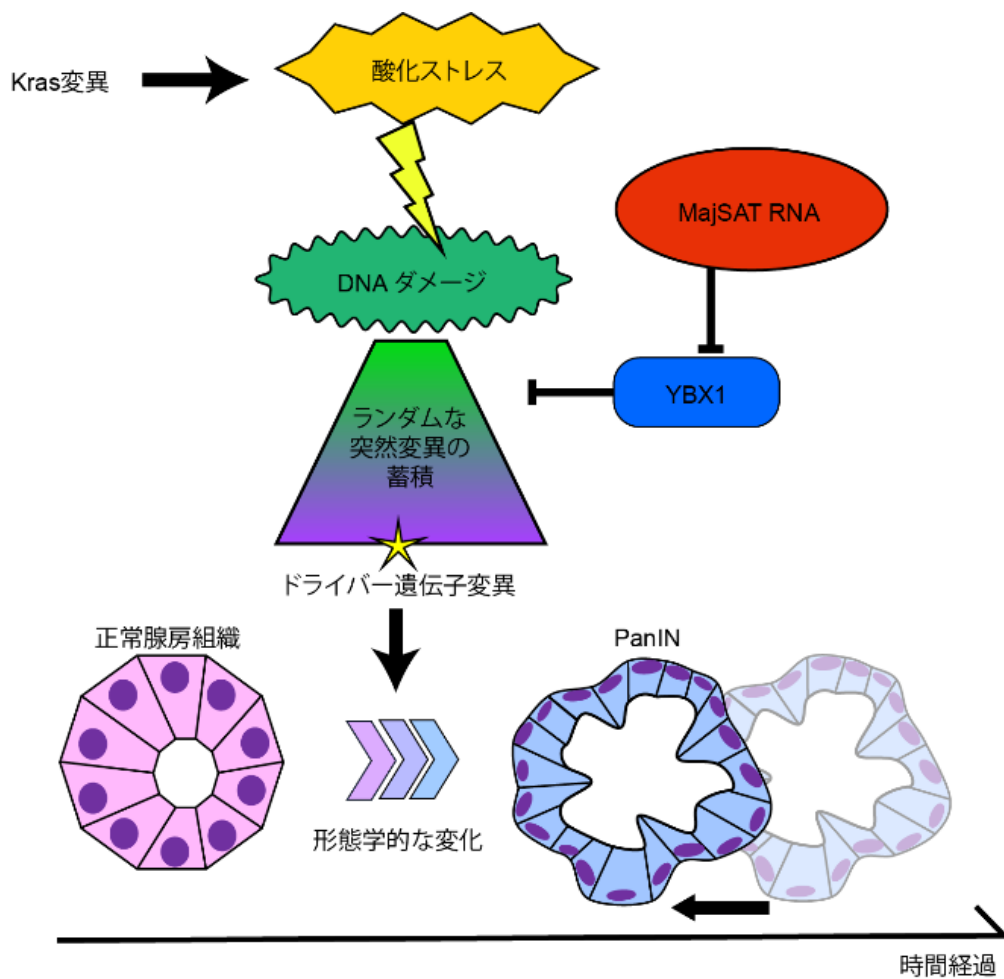 酸化ストレス
Kras変異
MajSAT RNA
DNA ダメージ
YBX1
ランダムな
突然変異の
蓄積
ドライバー遺伝子変異
正常腺房組織
PanIN
形態学的な変化
時間経過